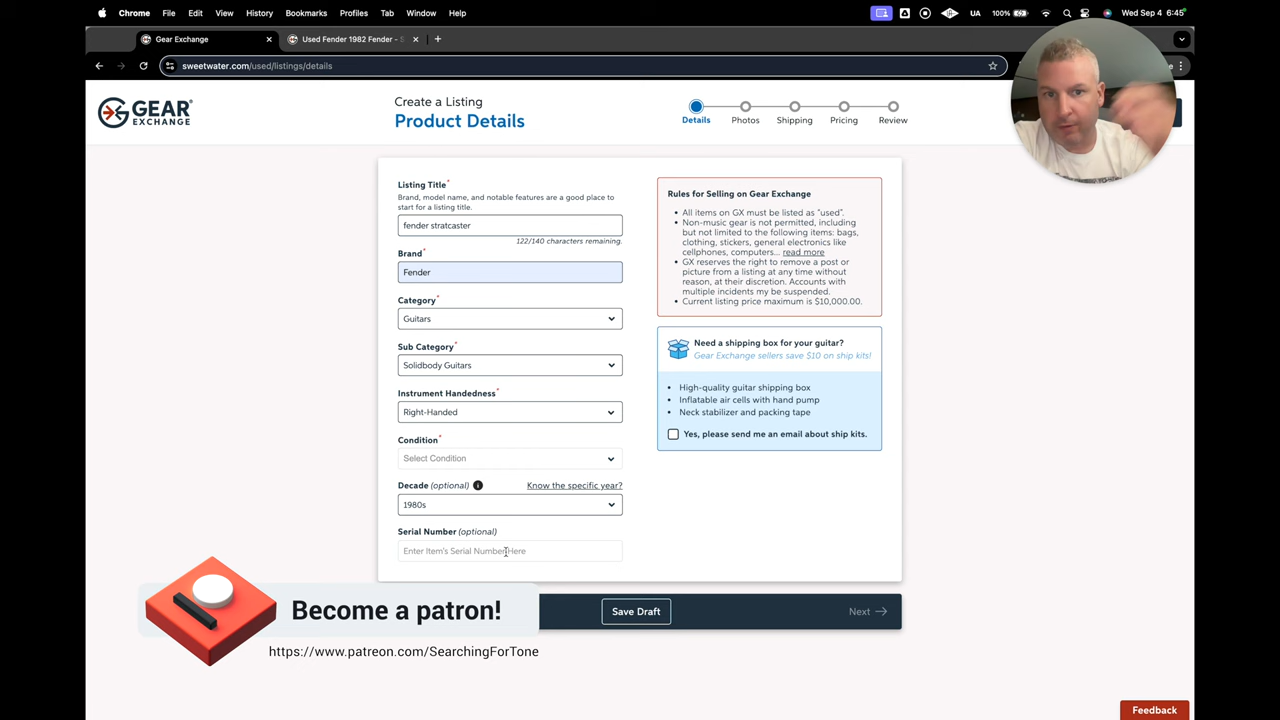 Chrome File Edit View History Bookmarks Profiles Tab Window Help
UA 100% Wed Sep 4 6:45
Gear Exchange
Used Fender 1982 Fender - S
sweetwater.com/used/listings/details
GEAR EXCHANGE
Create a Listing
Product Details
Details Photos Shipping Pricing Review
Listing Title*
Brand, model name, and notable features are a good place to
start for a listing title.
fender stratcaster
122/140 characters remaining.
Brand*
Fender
Category*
Guitars
Sub Category*
Solidbody Guitars
Instrument Handedness*
Right-Handed
Condition*
Select Condition
Decade (optional) Know the specific year?
1980s
Serial Number (optional)
Enter Item's Serial Number Here
Rules for Selling on Gear Exchange
• All items on GX must be listed as "used".
• Non-music gear is not permitted, including
but not limited to the following items: bags,
clothing, stickers, general electronics like
cellphones, computers... read more
• GX reserves the right to remove a post or
picture from a listing at any time without
reason, at their discretion. Accounts with
multiple incidents my be suspended.
• Current listing price maximum is $10,000.00.
Need a shipping box for your guitar?
Gear Exchange sellers save $10 on ship kits!
• High-quality guitar shipping box
• Inflatable air cells with hand pump
• Neck stabilizer and packing tape
Yes, please send me an email about ship kits.
Save Draft
Next
Become a patron!
https://www.patreon.com/SearchingForTone
Feedback